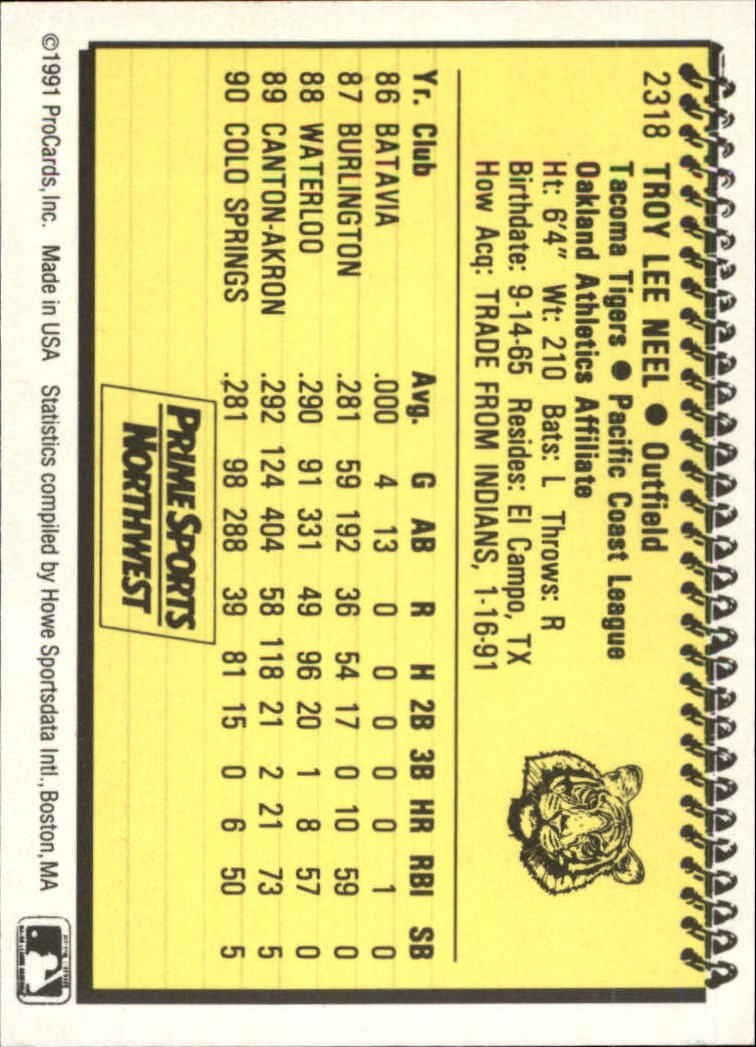 2318 TROY LEE NEEL ● Outfield
Tacoma Tigers ● Pacific Coast League
Oakland Athletics Affiliate
Ht: 6'4" Wt: 210 Bats: L Throws: R
Birthdate: 9-14-65 Resides: El Campo, TX
How Acq: TRADE FROM INDIANS, 1-16-91
Yr. Club Avg. G AB R H 2B 3B HR RBI SB
86 BATAVIA .000 4 13 0 0 0 0 0 1 0
87 BURLINGTON .281 59 192 36 54 17 0 10 59 0
88 WATERLOO .290 91 331 49 96 20 1 8 57 0
89 CANTON-AKRON .292 124 404 58 118 21 2 21 73 5
90 COLO SPRINGS .281 98 288 39 81 15 0 6 50 5
PRIME SPORTS
NORTHWEST
©1991 ProCards, Inc. Made in USA Statistics compiled by Howe Sportsdata Intl., Boston, MA